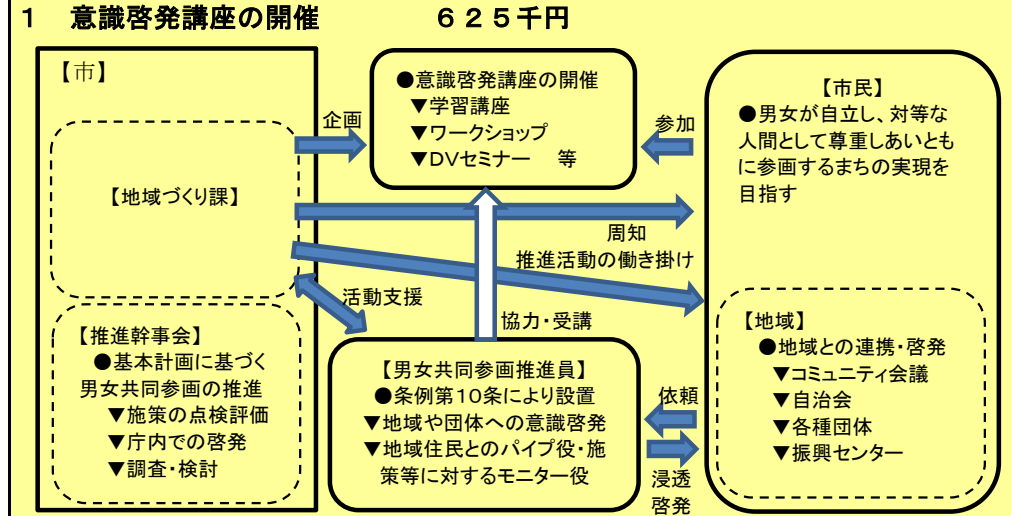 1 意識啓発講座の開催 625千円
【市】
【地域づくり課】
【推進幹事会】
●基本計画に基づく
男女共同参画の推進
▼施策の点検評価
▼庁内での啓発
▼調査・検討
企画
●意識啓発講座の開催
▼学習講座
▼ワークショップ
▼DVセミナー 等
参加
周知
推進活動の働き掛け
活動支援
協力・受講
【男女共同参画推進員】
●条例第10条により設置
▼地域や団体への意識啓発
▼地域住民とのパイプ役・施
策等に対するモニター役
依頼
浸透
啓発
【市民】
●男女が自立し、対等な
人間として尊重しあいとも
に参画するまちの実現を
目指す
【地域】
●地域との連携・啓発
▼コミュニティ会議
▼自治会
▼各種団体
▼振興センター